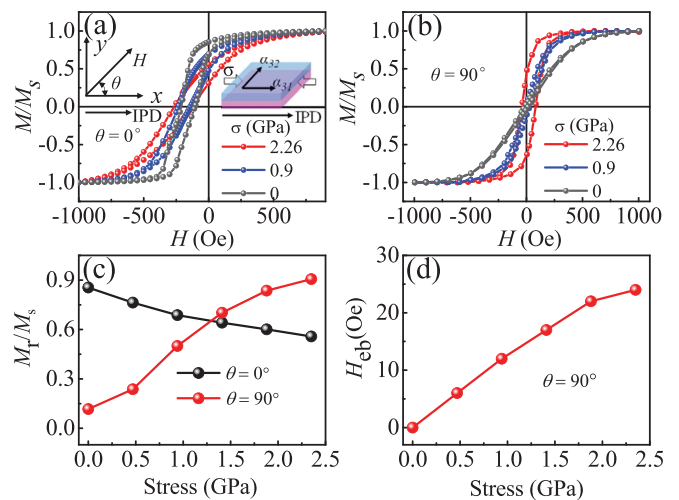 (a)
y
H
θ
x
IPD
θ = 0°
σ
α32
α31
IPD
σ (GPa)
2.26
0.9
0
M/Ms
1.0
0.5
0.0
-0.5
-1.0
-1000
-500
0
500
H (Oe)
(b)
θ = 90°
σ (GPa)
2.26
0.9
0
M/Ms
1.0
0.5
0.0
-0.5
-1.0
-1000
-500
0
500
1000
H (Oe)
(c)
Mr/Ms
0.9
0.6
0.3
0.0
θ = 0°
θ = 90°
0.0 0.5 1.0 1.5 2.0 2.5
Stress (GPa)
(d)
Heb(Oe)
30
20
10
0
θ = 90°
0.0 0.5 1.0 1.5 2.0 2.5
Stress (GPa)